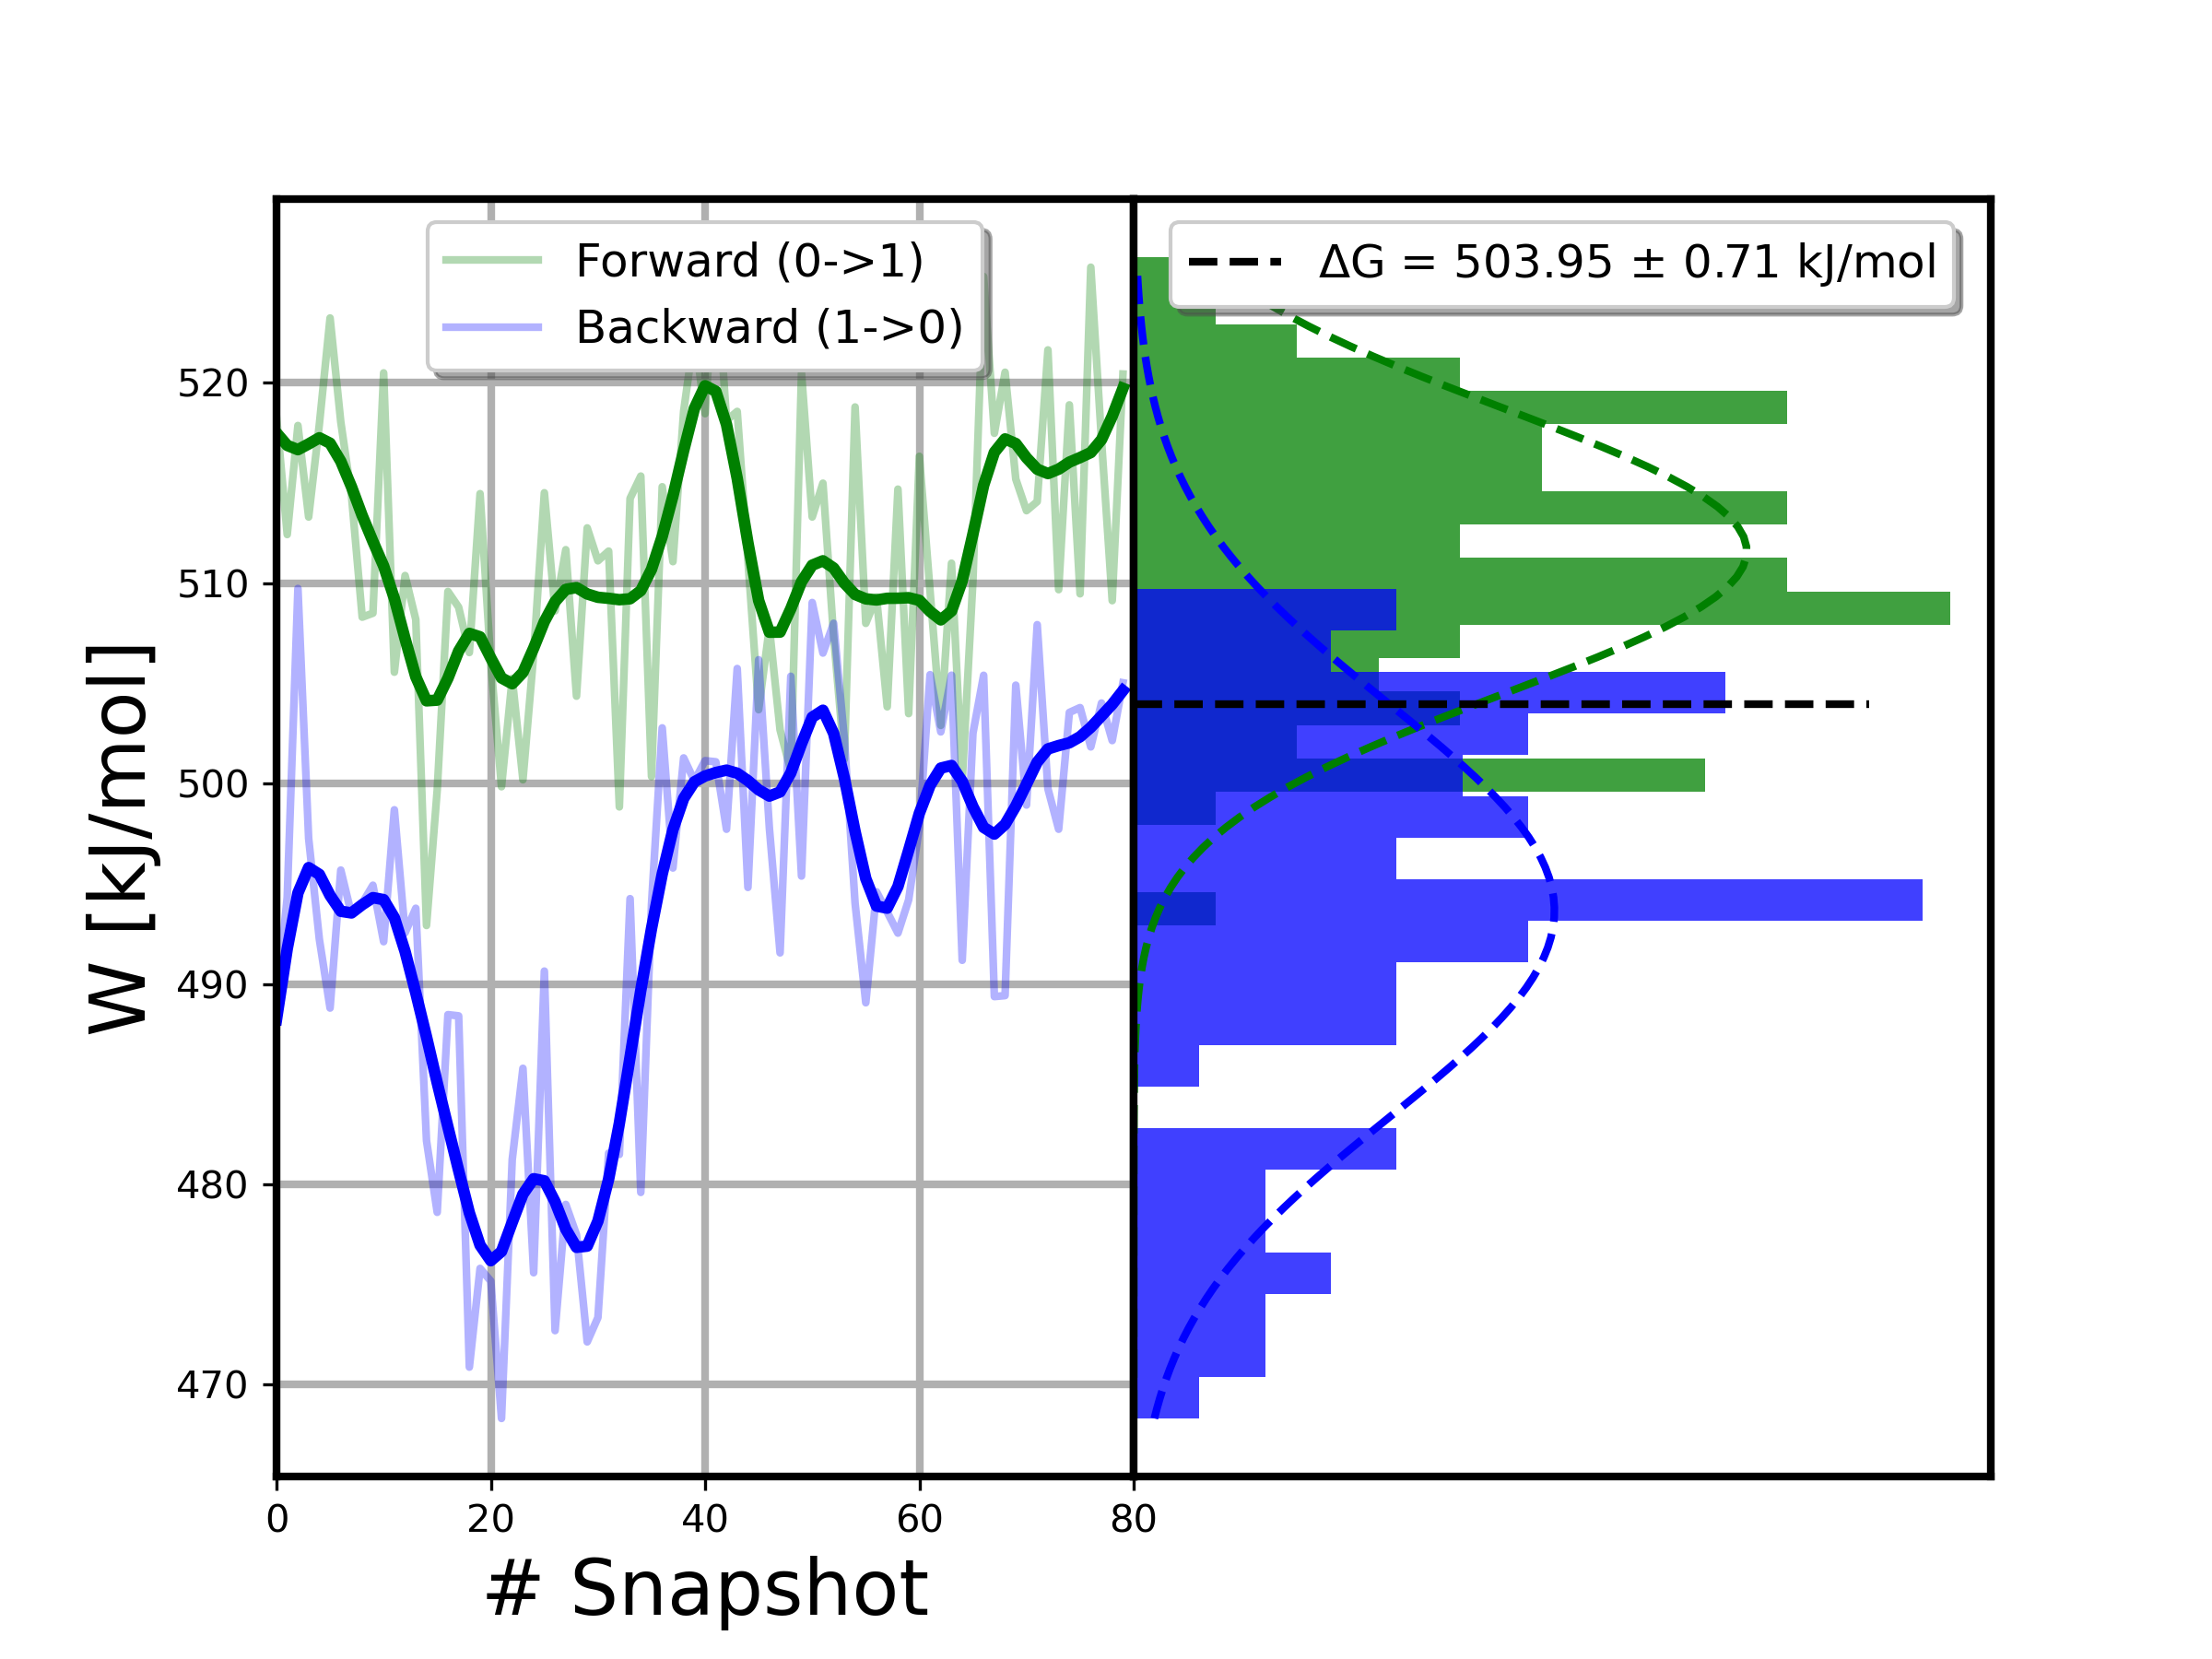 Forward (0->1)
Backward (1->0)
ΔG = 503.95 ± 0.71 kJ/mol
520
510
500
490
480
470
W [kJ/mol]
0
20
40
60
80
# Snapshot